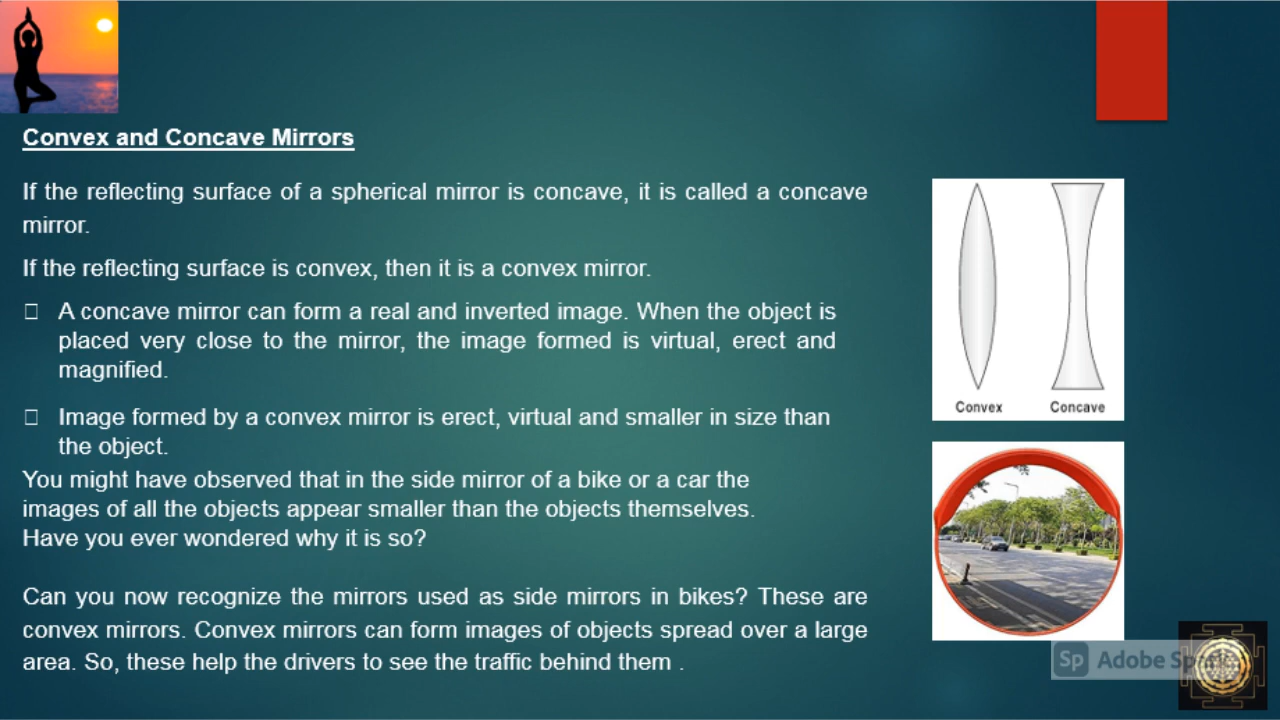 Convex and Concave Mirrors
If the reflecting surface of a spherical mirror is concave, it is called a concave
mirror.
If the reflecting surface is convex, then it is a convex mirror.
A concave mirror can form a real and inverted image. When the object is
placed very close to the mirror, the image formed is virtual, erect and
magnified.
Image formed by a convex mirror is erect, virtual and smaller in size than
the object.
You might have observed that in the side mirror of a bike or a car the
images of all the objects appear smaller than the objects themselves.
Have you ever wondered why it is so?
Can you now recognize the mirrors used as side mirrors in bikes? These are
convex mirrors. Convex mirrors can form images of objects spread over a large
area. So, these help the drivers to see the traffic behind them .
Convex Concave
Sp Adobe